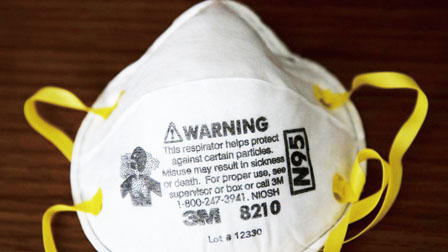 ⚠WARNING
This respirator helps protect
against certain particles.
Misuse may result in sickness
or death. For proper use, see
supervisor or box or call 3M
1-800-247-3941. NIOSH
N95
3M 8210
Lot # 12330